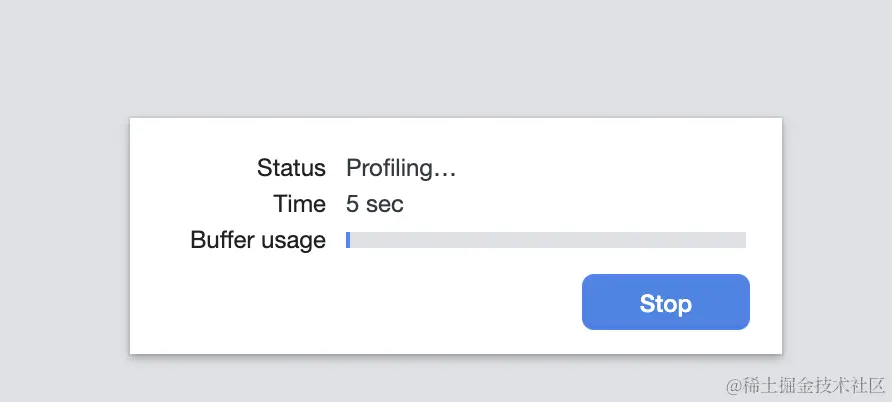 Status Profiling…
Time 5 sec
Buffer usage
Stop
@稀土掘金技术社区